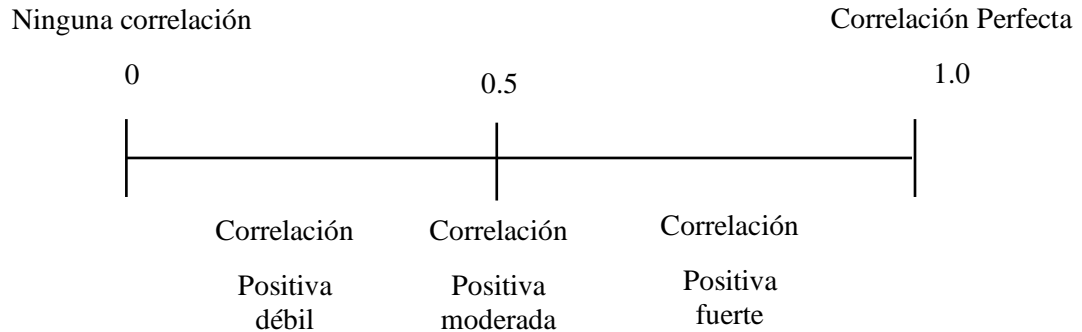 Ninguna correlación
Correlación Perfecta
0
0.5
1.0
Correlación
Positiva
débil
Correlación
Positiva
moderada
Correlación
Positiva
fuerte